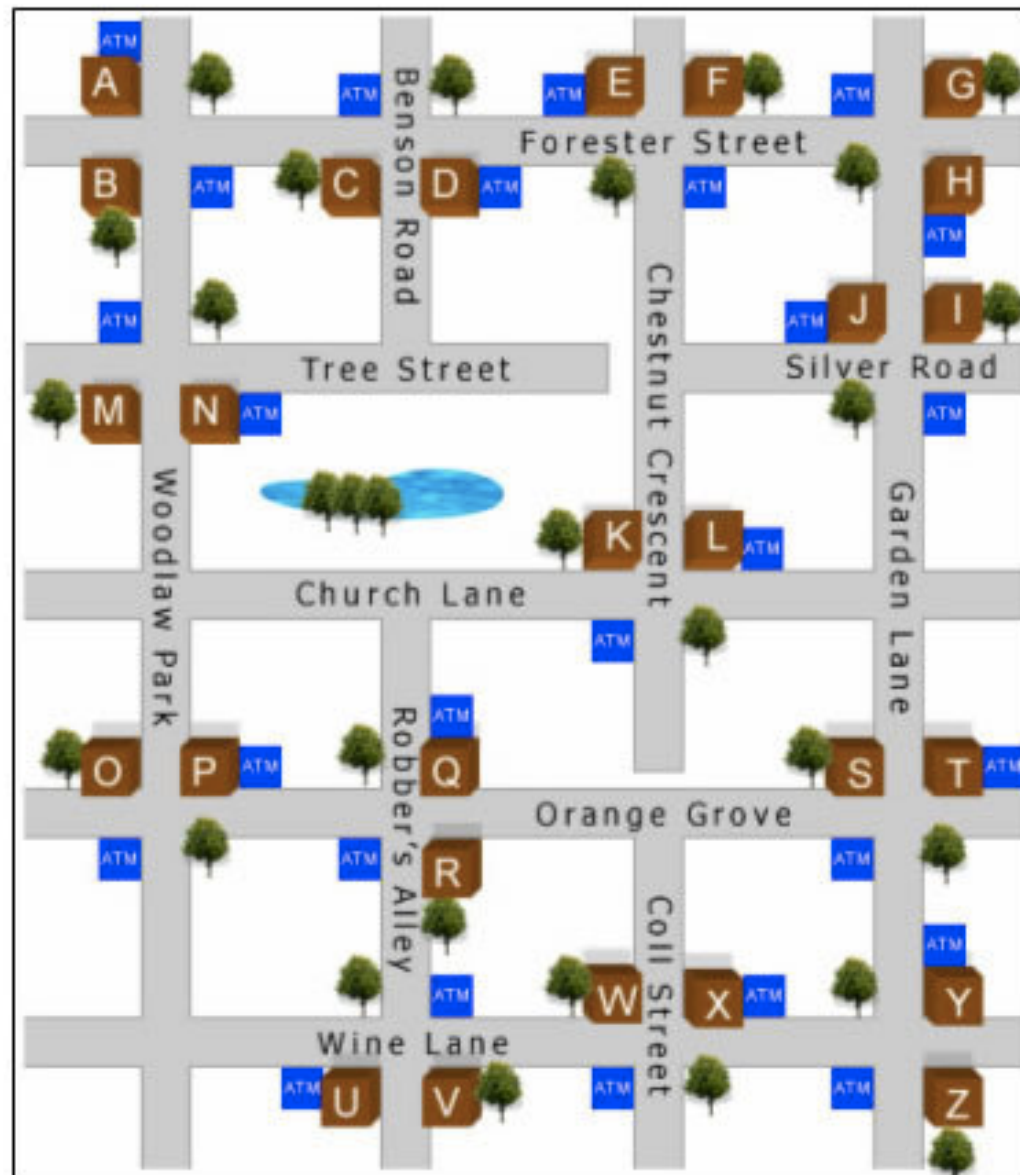 ATM
A
Benson Road
ATM
ATM
E
F
ATM
G
Forester Street
B
ATM
C
D
ATM
ATM
H
ATM
Chestnut Crescent
ATM
ATM
J
I
Tree Street
Silver Road
M
N
ATM
ATM
Woodlaw Park
Garden Lane
K
L
ATM
Church Lane
ATM
Robber's Alley
ATM
O
P
ATM
Q
S
T
ATM
Orange Grove
ATM
ATM
R
ATM
Coll Street
ATM
ATM
W
X
ATM
Y
Wine Lane
ATM
U
V
ATM
ATM
Z